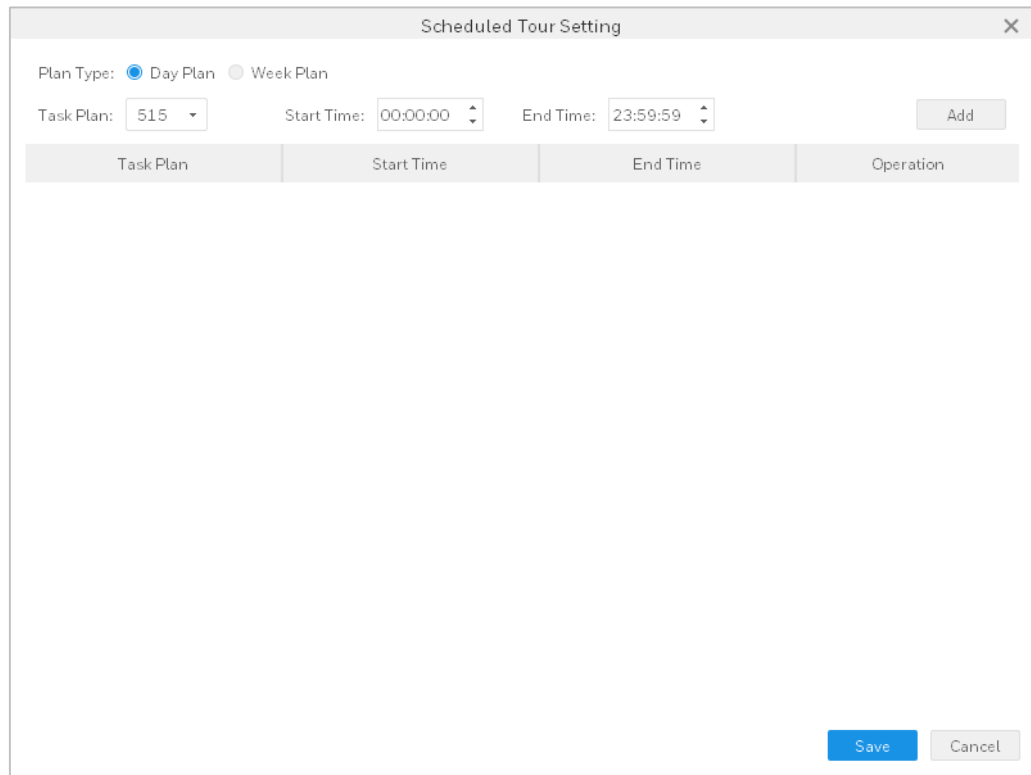 Scheduled Tour Setting
Plan Type: Day Plan Week Plan
Task Plan: 515 Start Time: 00:00:00 End Time: 23:59:59 Add
Task Plan Start Time End Time Operation
Save Cancel